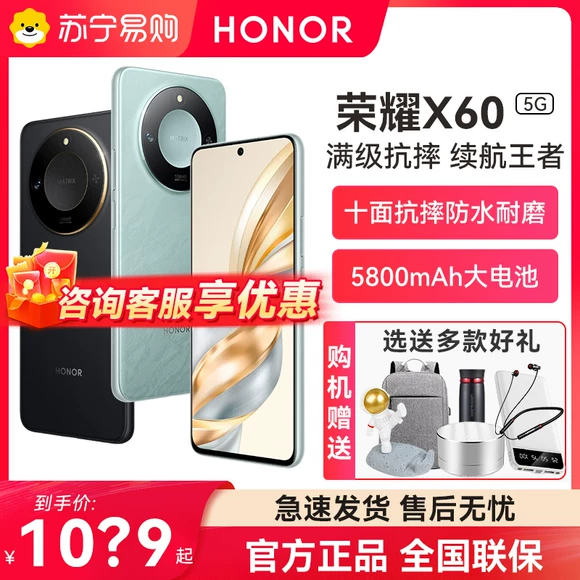 苏宁易购 HONOR
荣耀X60 5G
满级抗摔 续航王者
十面抗摔防水耐磨
5800mAh大电池
MATRIX
MATRIX
开
咨询客服享优惠
HONOR
HONOR
选送多款好礼
购机赠送
到手价:
¥10?9起
急速发货 售后无忧
官方正品 全国联保